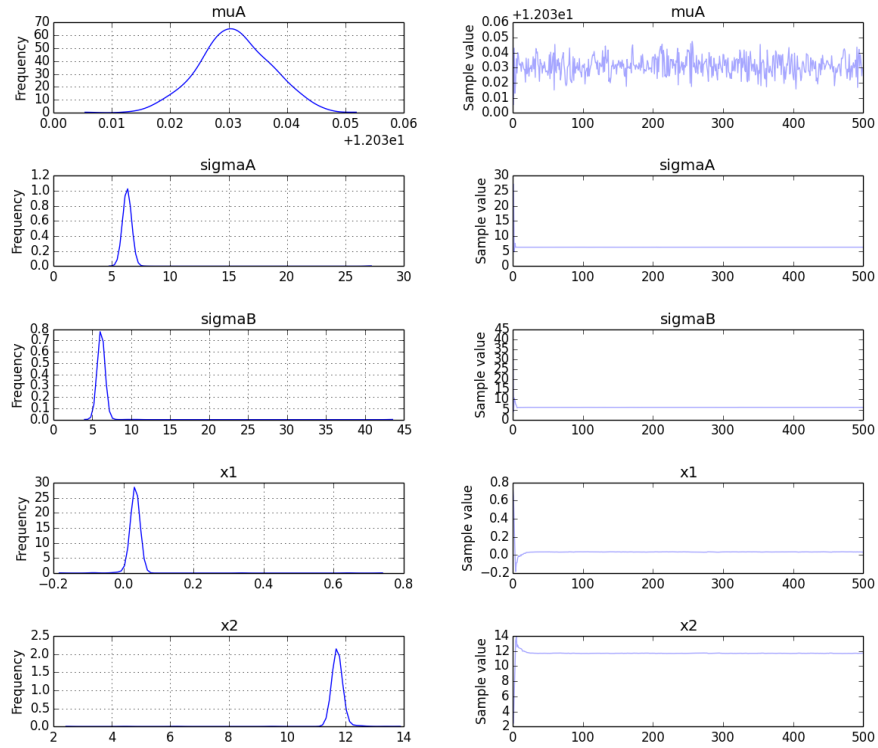 muA
Frequency
70
60
50
40
30
20
10
0
0.00 0.01 0.02 0.03 0.04 0.05 0.06
+1.203e1
muA
+1.203e1
Sample value
0.06
0.05
0.04
0.03
0.02
0.01
0.00
0 100 200 300 400 500
sigmaA
Frequency
1.2
1.0
0.8
0.6
0.4
0.2
0.0
0 5 10 15 20 25 30
sigmaA
Sample value
30
25
20
15
10
5
0
0 100 200 300 400 500
sigmaB
Frequency
0.8
0.7
0.6
0.5
0.4
0.3
0.2
0.1
0.0
0 5 10 15 20 25 30 35 40 45
sigmaB
Sample value
45
40
35
30
25
20
15
10
5
0
0 100 200 300 400 500
x1
Frequency
30
25
20
15
10
5
0
−0.2 0.0 0.2 0.4 0.6 0.8
x1
Sample value
0.8
0.6
0.4
0.2
0.0
−0.2
0 100 200 300 400 500
x2
Frequency
2.5
2.0
1.5
1.0
0.5
0.0
2 4 6 8 10 12 14
x2
Sample value
14
12
10
8
6
4
2
0 100 200 300 400 500